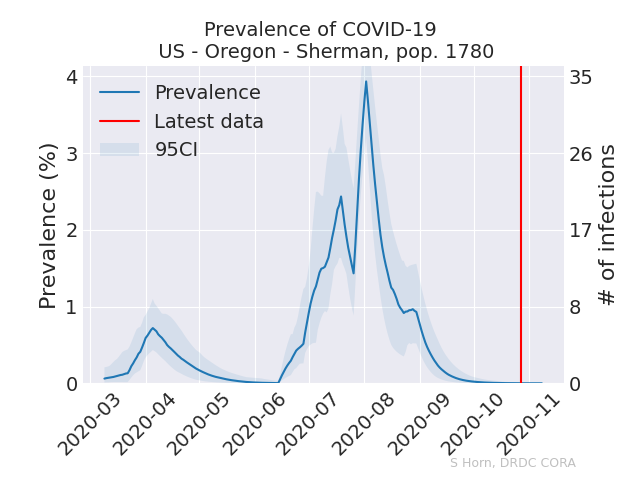 Prevalence of COVID-19
US - Oregon - Sherman, pop. 1780
Prevalence
Latest data
95CI
Prevalence (%)
4
3
2
1
0
# of infections
35
26
17
8
0
2020-03
2020-04
2020-05
2020-06
2020-07
2020-08
2020-09
2020-10
2020-11
S Horn, DRDC CORA